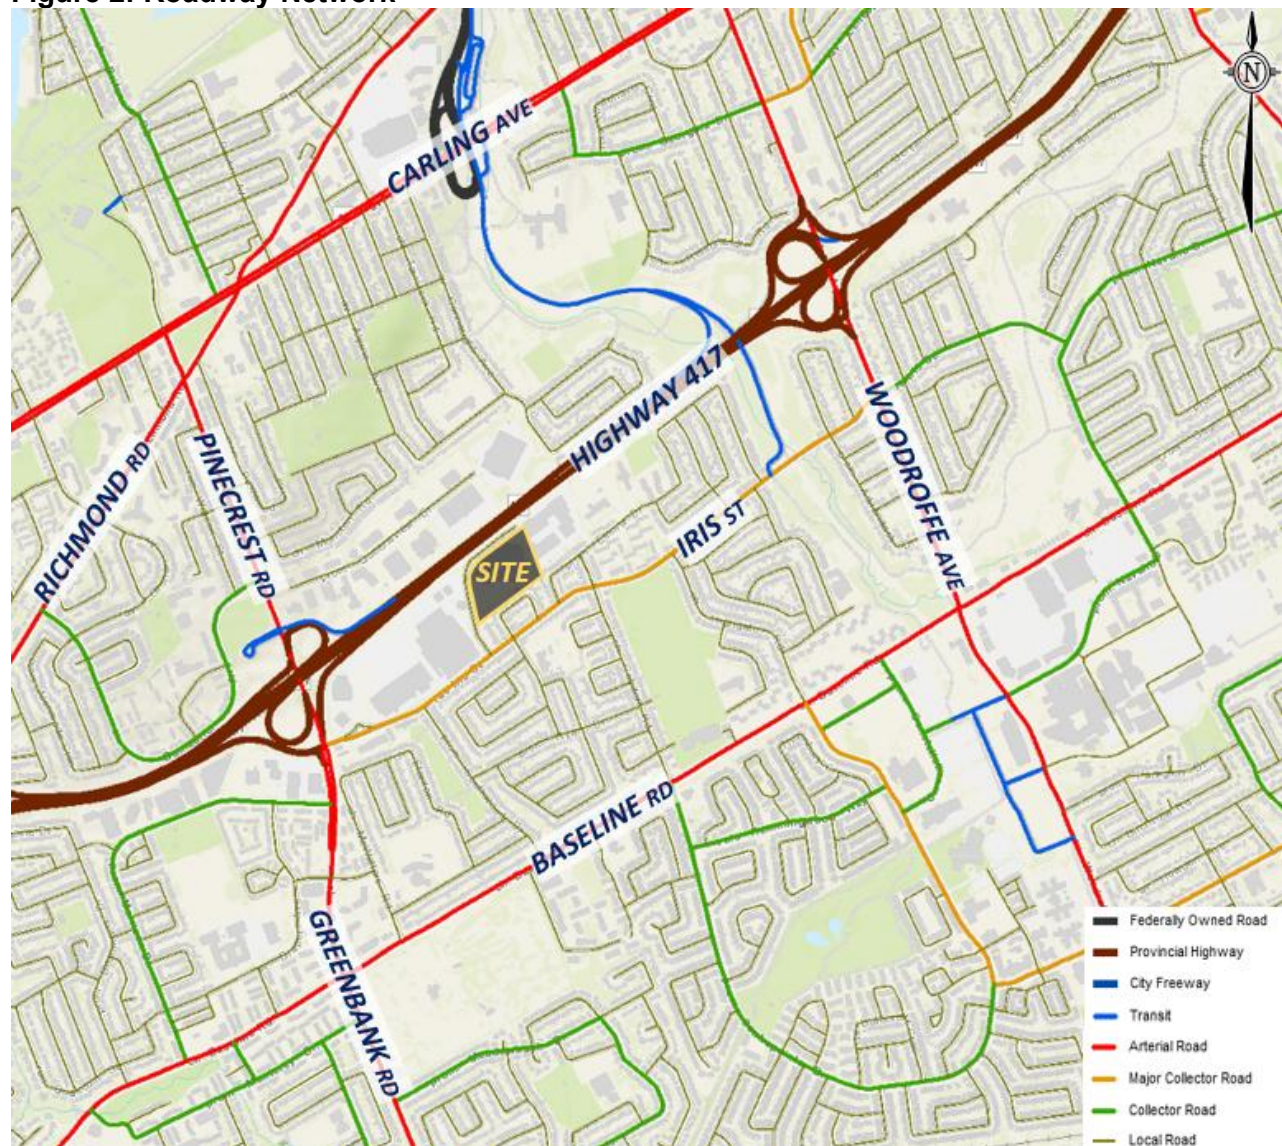 Figure 2: Roadway Network
N
CARLING AVE
HIGHWAY 417
RICHMOND RD
PINECREST RD
WOODROFFE AVE
IRIS ST
SITE
BASELINE RD
GREENBANK RD
Federally Owned Road
Provincial Highway
City Freeway
Transit
Arterial Road
Major Collector Road
Collector Road
Local Road